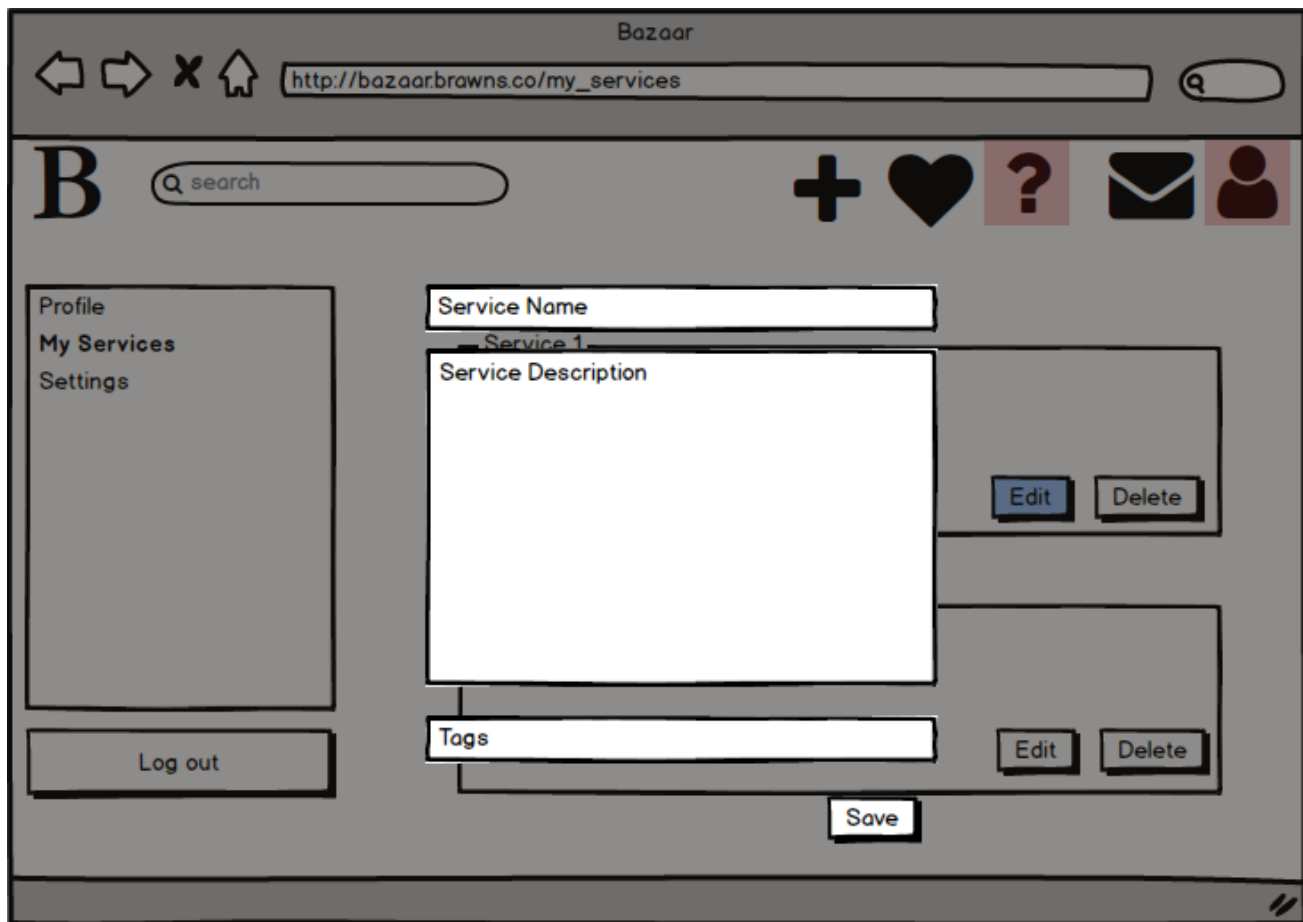 Bazaar
http://bazaar.brawns.co/my_services
B
search
?
Profile
My Services
Settings
Log out
Service Name
Service 1
Service Description
Edit
Delete
Tags
Edit
Delete
Save